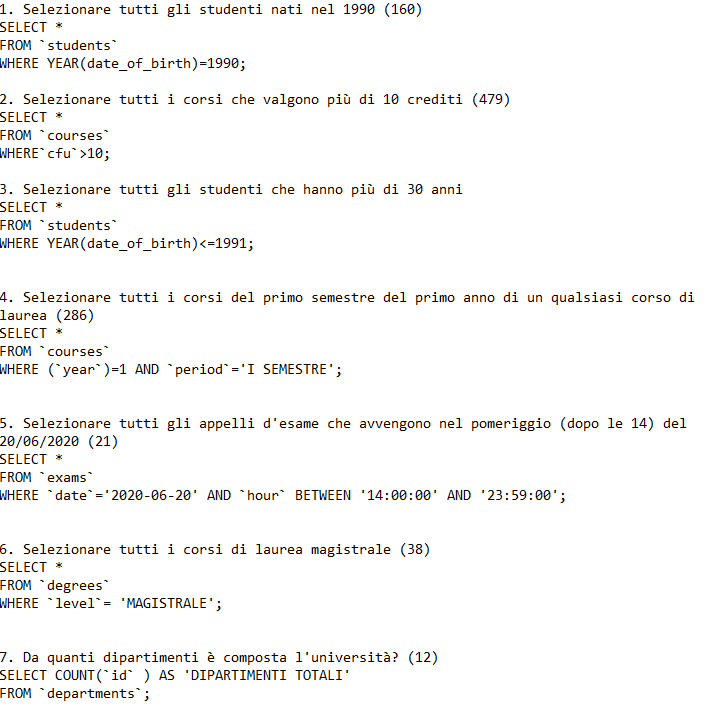 1. Selezionare tutti gli studenti nati nel 1990 (160)
SELECT *
FROM `students`
WHERE YEAR(date_of_birth)=1990;
2. Selezionare tutti i corsi che valgono più di 10 crediti (479)
SELECT *
FROM `courses`
WHERE`cfu`>10;
3. Selezionare tutti gli studenti che hanno più di 30 anni
SELECT *
FROM `students`
WHERE YEAR(date_of_birth)<=1991;
4. Selezionare tutti i corsi del primo semestre del primo anno di un qualsiasi corso di
laurea (286)
SELECT *
FROM `courses`
WHERE (`year`)=1 AND `period`='I SEMESTRE';
5. Selezionare tutti gli appelli d'esame che avvengono nel pomeriggio (dopo le 14) del
20/06/2020 (21)
SELECT *
FROM `exams`
WHERE `date`='2020-06-20' AND `hour` BETWEEN '14:00:00' AND '23:59:00';
6. Selezionare tutti i corsi di laurea magistrale (38)
SELECT *
FROM `degrees`
WHERE `level`= 'MAGISTRALE';
7. Da quanti dipartimenti è composta l'università? (12)
SELECT COUNT(`id` ) AS 'DIPARTIMENTI TOTALI'
FROM `departments`;